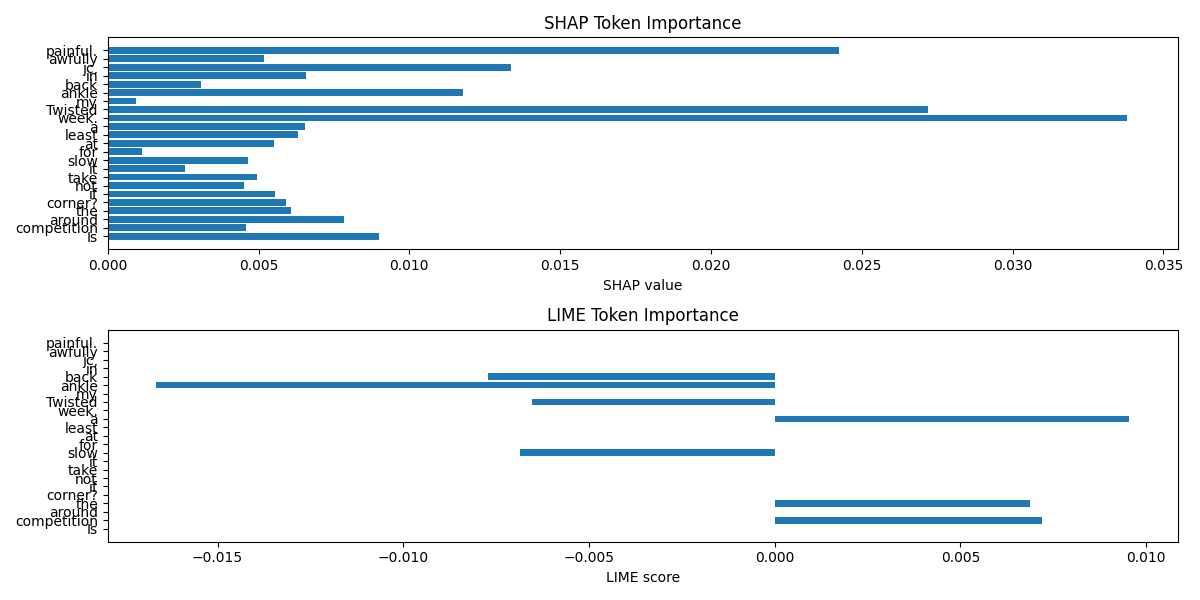 SHAP Token Importance
painful.
awfully
jc,
in
back
ankle
my
Twisted
week.
a
least
at
for
slow
it
take
not
if
corner?
the
around
competition
is
0.000 0.005 0.010 0.015 0.020 0.025 0.030 0.035
SHAP value
LIME Token Importance
painful.
awfully
jc,
in
back
ankle
my
Twisted
week.
a
least
at
for
slow
it
take
not
if
corner?
the
around
competition
is
−0.015 −0.010 −0.005 0.000 0.005 0.010
LIME score